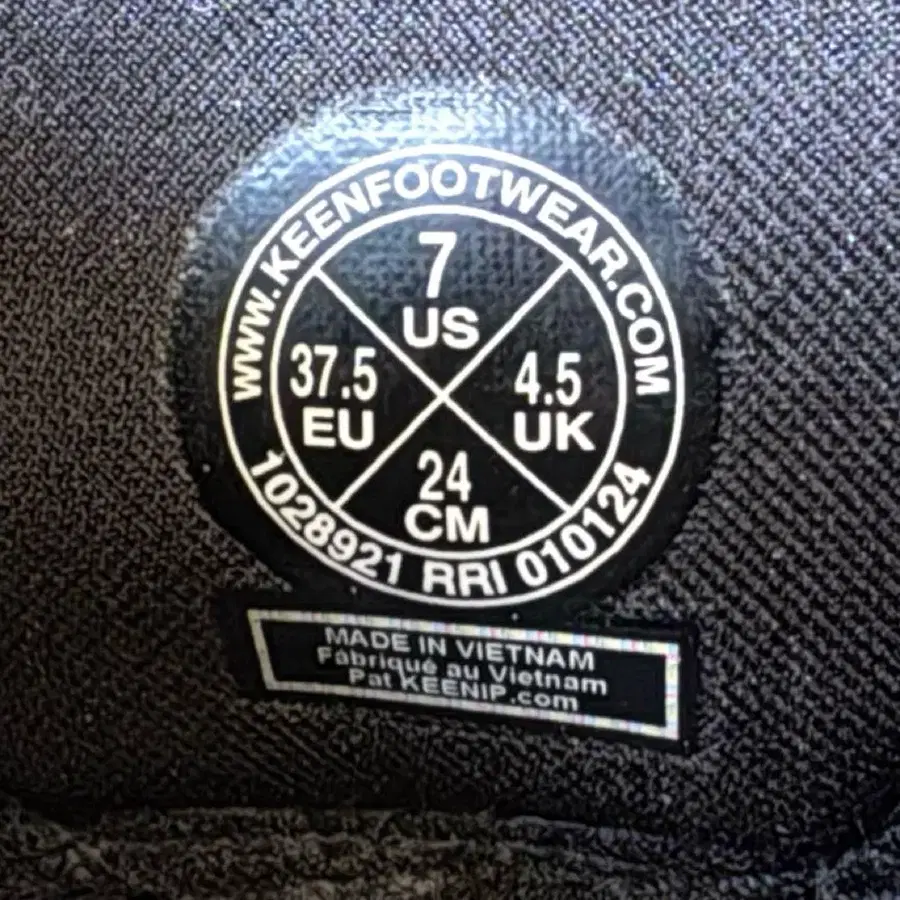 WWW.KEENFOOTWEAR.COM
7
US
37.5
EU
4.5
UK
24
CM
1028921 RRI 010124
MADE IN VIETNAM
Fabriqué au Vietnam
Pat KEENIP.com